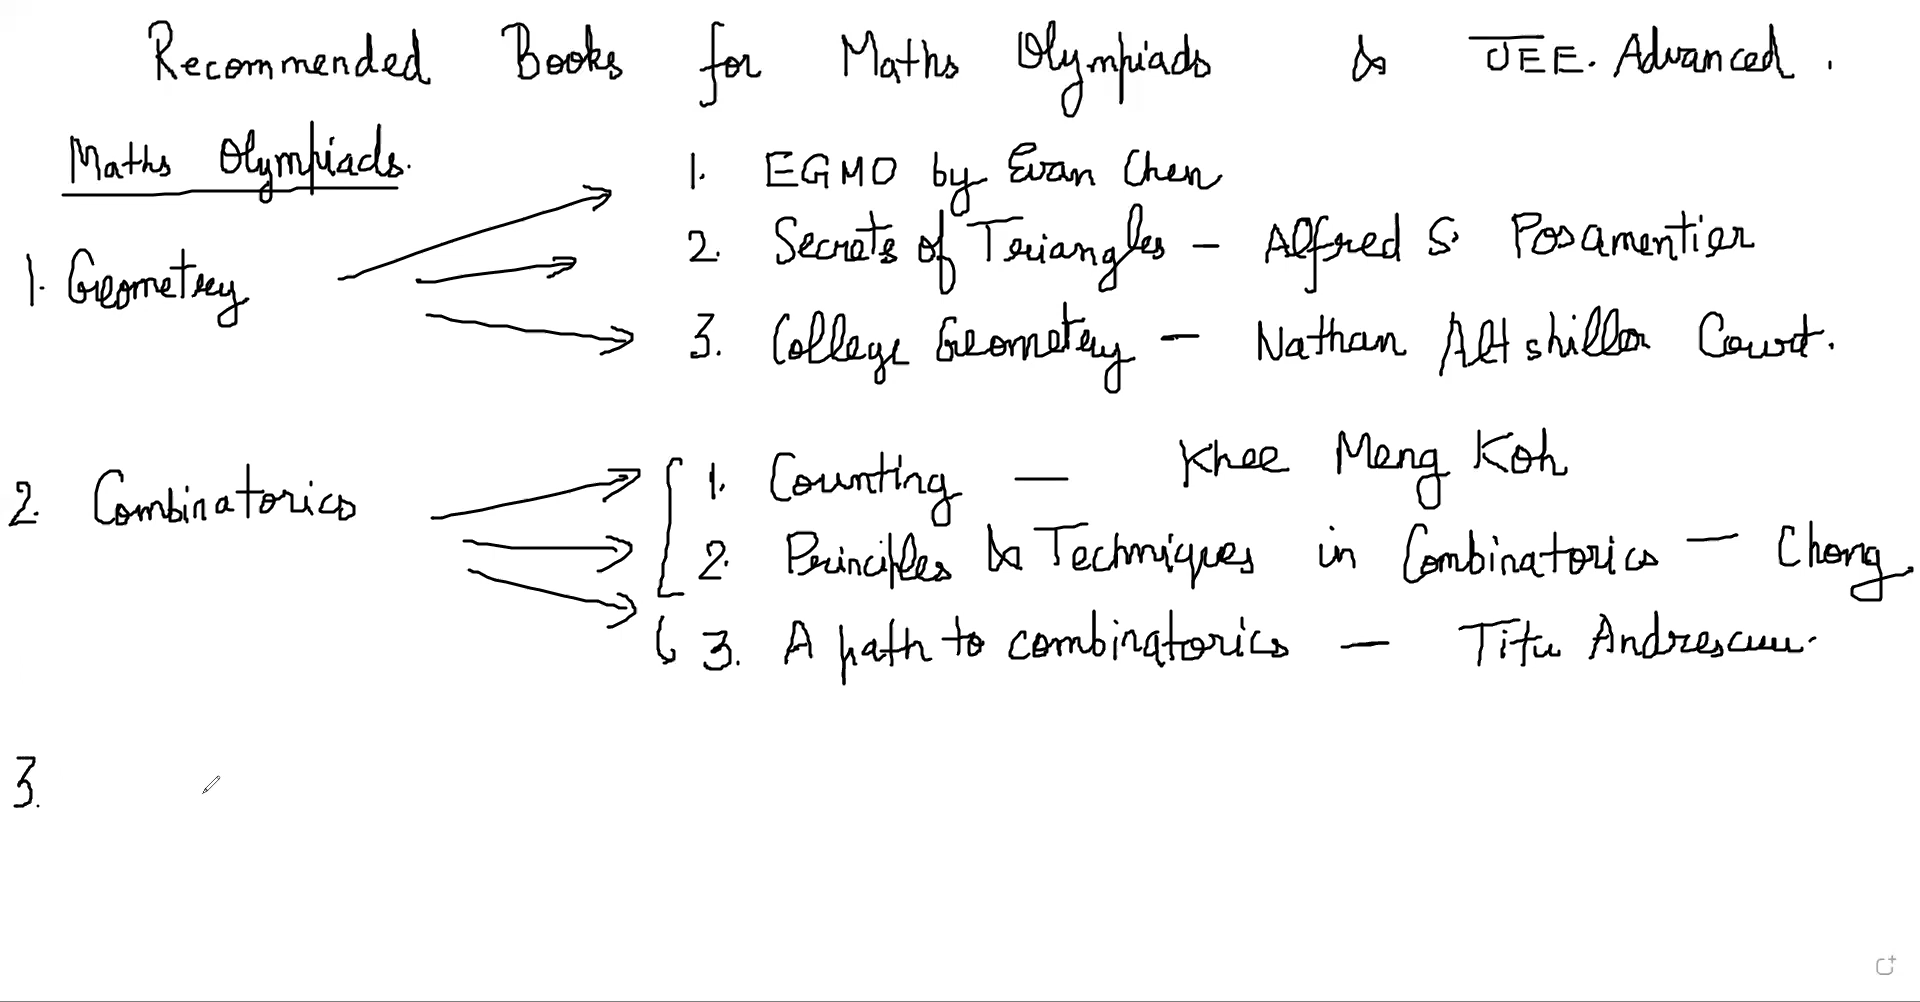 Recommended Books for Maths Olympiads & JEE. Advanced.
Maths Olympiads.
1. Geometry
1. EGMO by Evan Chen
2. Secrets of Triangles - Alfred S. Posamentier
3. College Geometry - Nathan Altshiller Court.
2. Combinatorics
1. Counting - Khee Meng Koh
2. Principles & Techniques in Combinatorics - Chong
3. A path to combinatorics - Titu Andrescuu.
3.